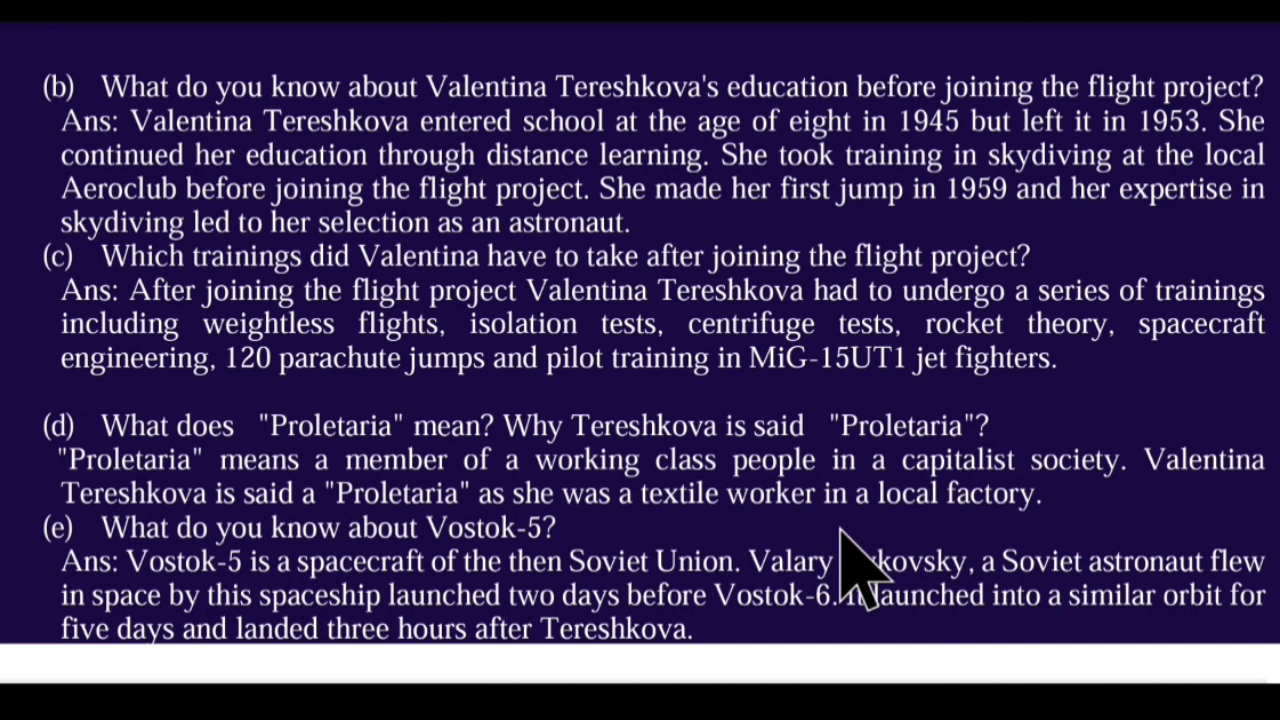 (b) What do you know about Valentina Tereshkova's education before joining the flight project?
Ans: Valentina Tereshkova entered school at the age of eight in 1945 but left it in 1953. She
continued her education through distance learning. She took training in skydiving at the local
Aeroclub before joining the flight project. She made her first jump in 1959 and her expertise in
skydiving led to her selection as an astronaut.
(c) Which trainings did Valentina have to take after joining the flight project?
Ans: After joining the flight project Valentina Tereshkova had to undergo a series of trainings
including weightless flights, isolation tests, centrifuge tests, rocket theory, spacecraft
engineering, 120 parachute jumps and pilot training in MiG-15UT1 jet fighters.
(d) What does "Proletaria" mean? Why Tereshkova is said "Proletaria"?
"Proletaria" means a member of a working class people in a capitalist society. Valentina
Tereshkova is said a "Proletaria" as she was a textile worker in a local factory.
(e) What do you know about Vostok-5?
Ans: Vostok-5 is a spacecraft of the then Soviet Union. Valary a Soviet astronaut flew
in space by this spaceship launched two days before Vostok-6. launched into a similar orbit for
five days and landed three hours after Tereshkova.